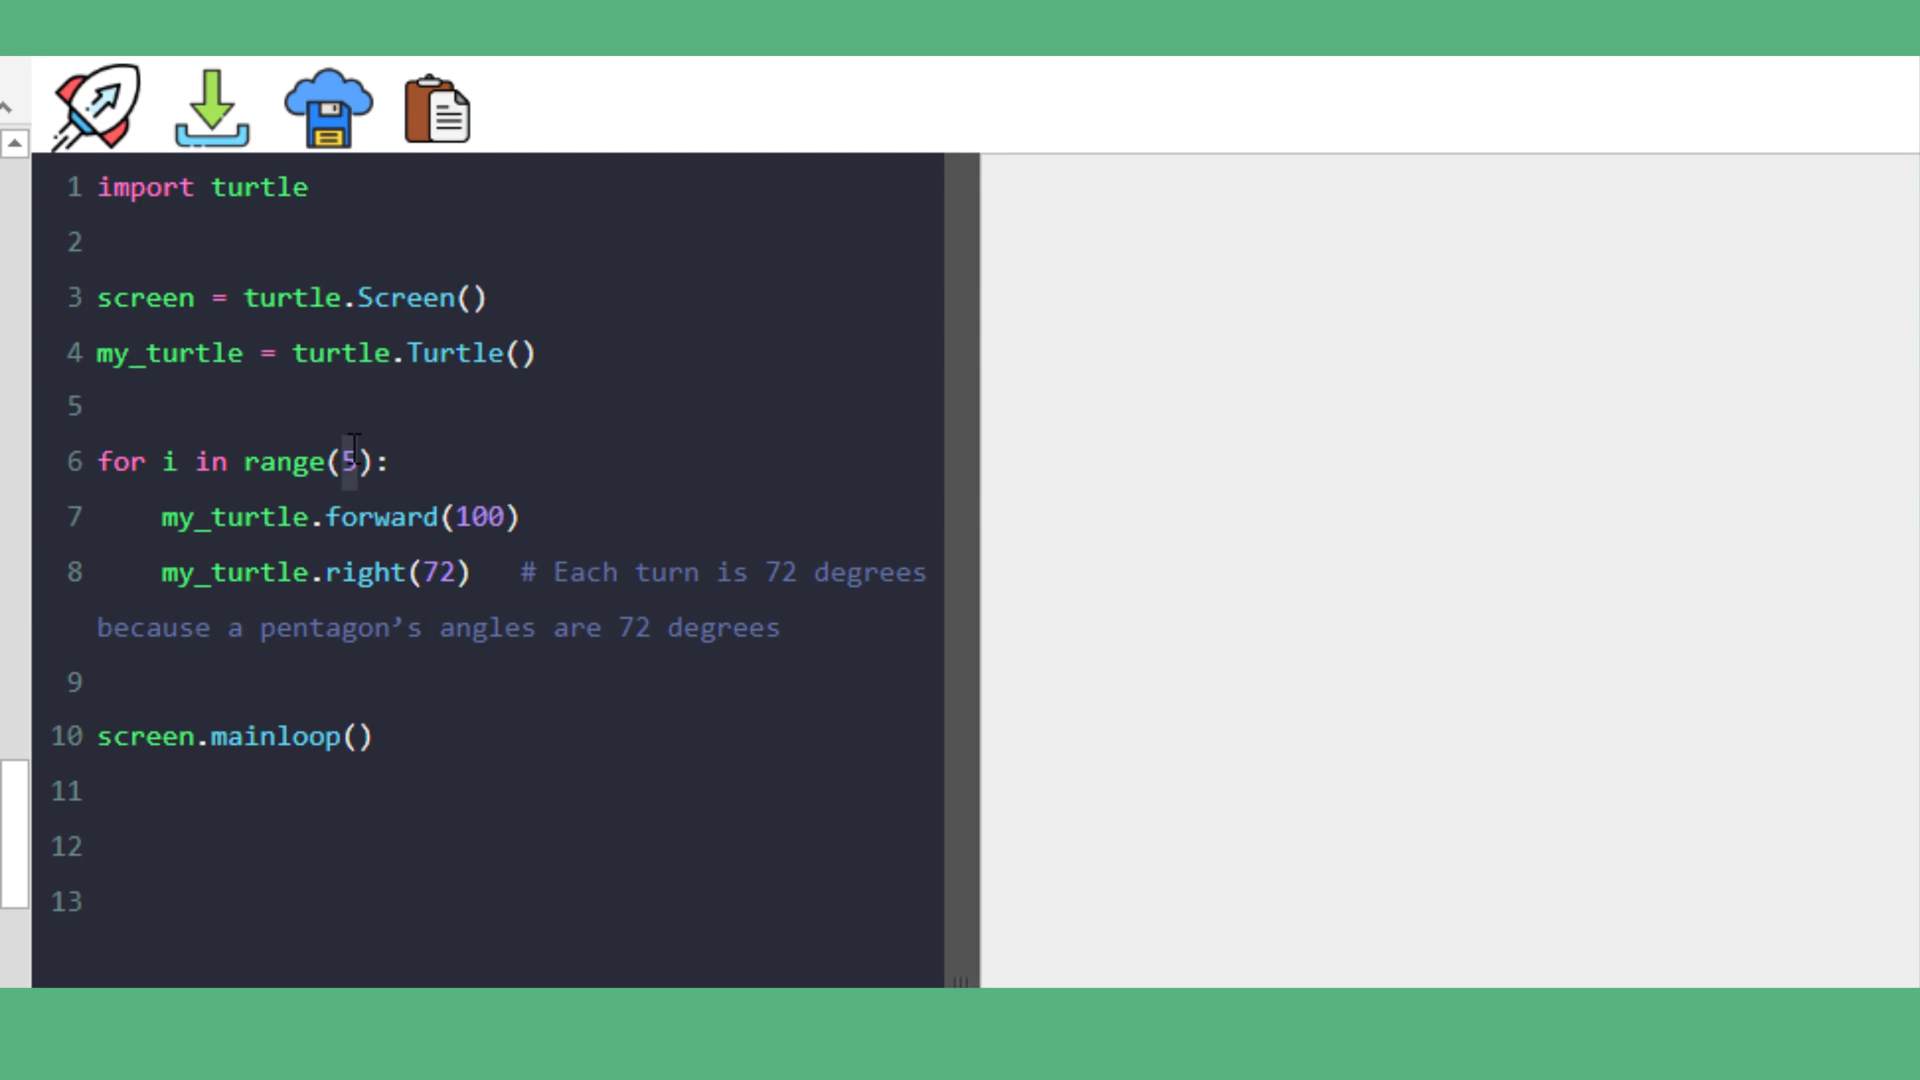 1 import turtle
2
3 screen = turtle.Screen()
4 my_turtle = turtle.Turtle()
5
6 for i in range(5):
7 my_turtle.forward(100)
8 my_turtle.right(72) # Each turn is 72 degrees
because a pentagon’s angles are 72 degrees
9
10 screen.mainloop()
11
12
13